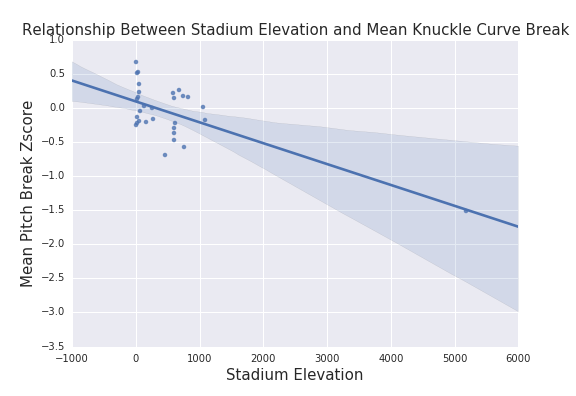 Relationship Between Stadium Elevation and Mean Knuckle Curve Break
1.0
0.5
0.0
−0.5
−1.0
−1.5
−2.0
−2.5
−3.0
−3.5
Mean Pitch Break Zscore
−1000 0 1000 2000 3000 4000 5000 6000
Stadium Elevation